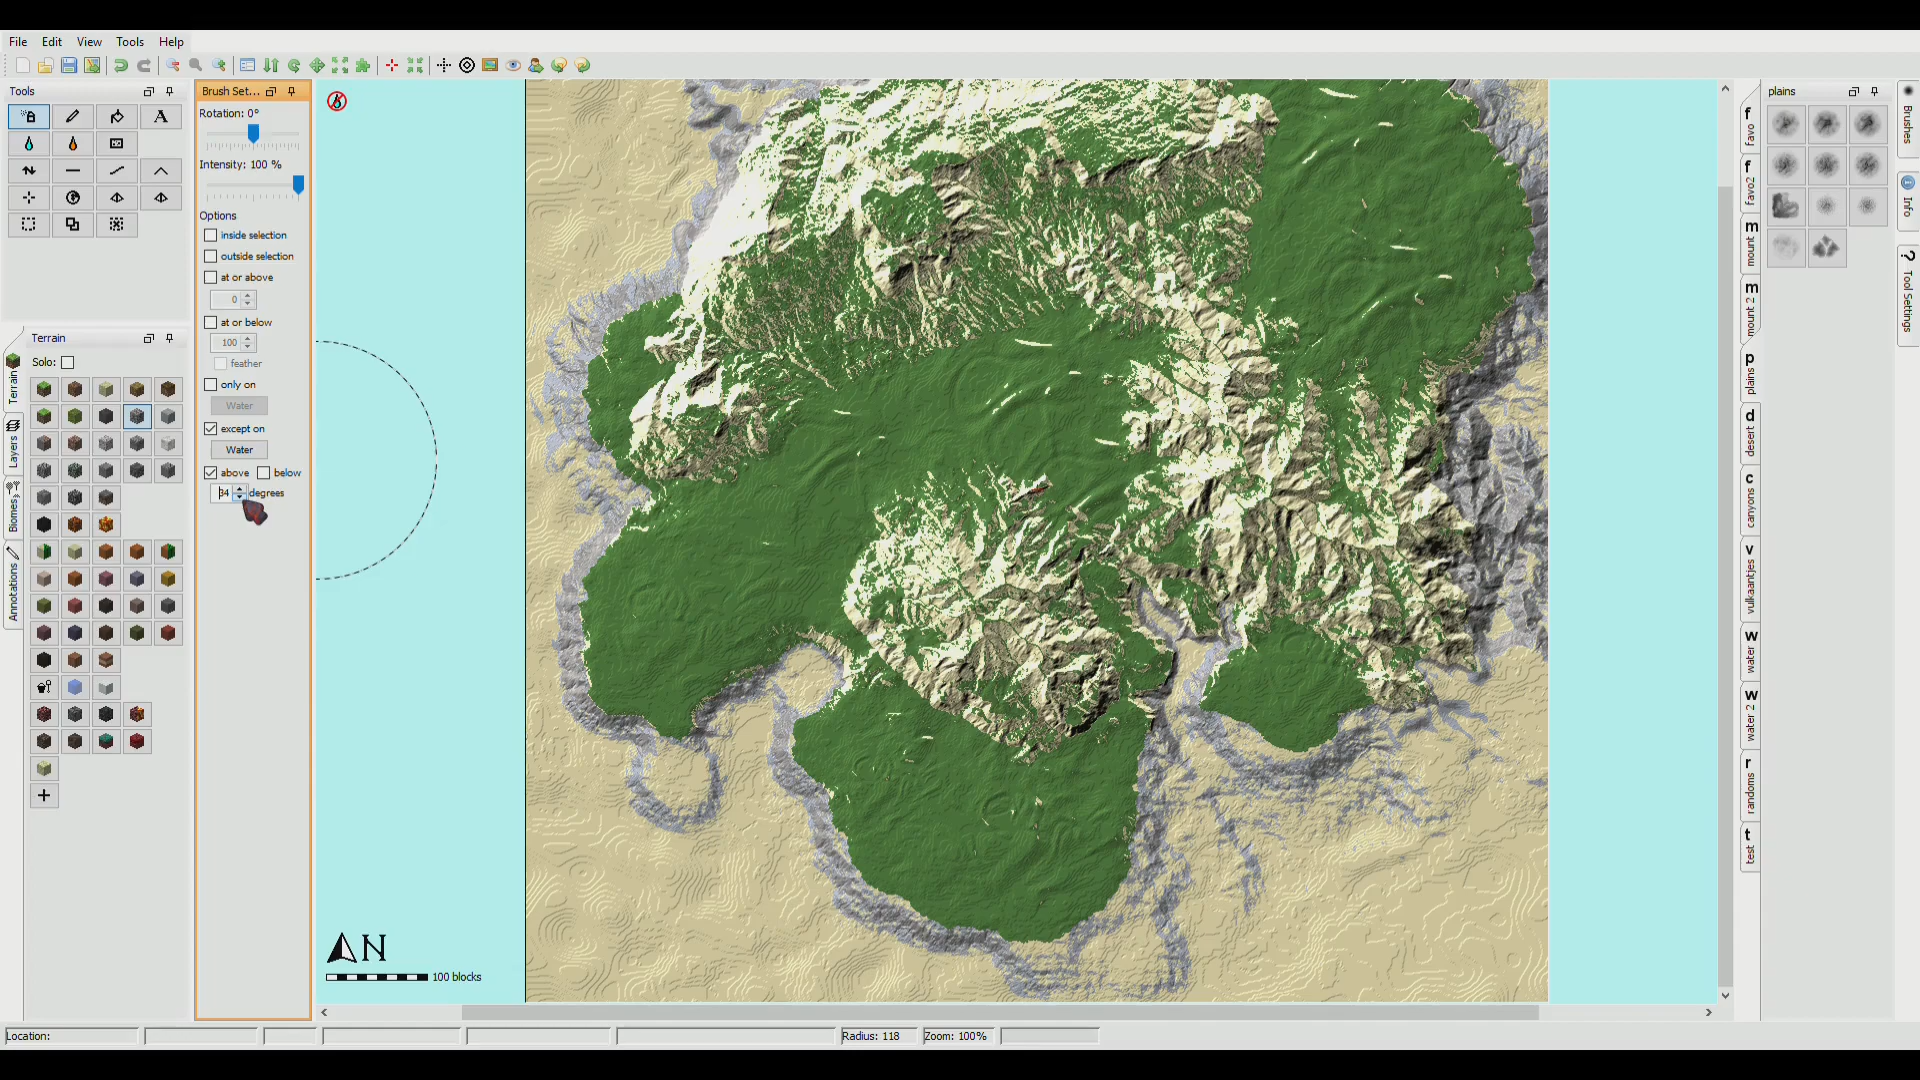 File Edit View Tools Help
Tools
A
Brush Set...
Rotation: 0°
Intensity: 100 %
Options
inside selection
outside selection
at or above
0
at or below
100
feather
only on
Water
except on
Water
above below
34 degrees
Terrain
Solo:
Terrain
Layers
Biomes
Annotations
N
100 blocks
plains
f favo
f favo2
m mount
m mount 2
p plains
d desert
c canyons
v vulkaantjes
w water
w water 2
r randoms
t test
Brushes
Info
Tool Settings
Location:
Radius: 118
Zoom: 100%